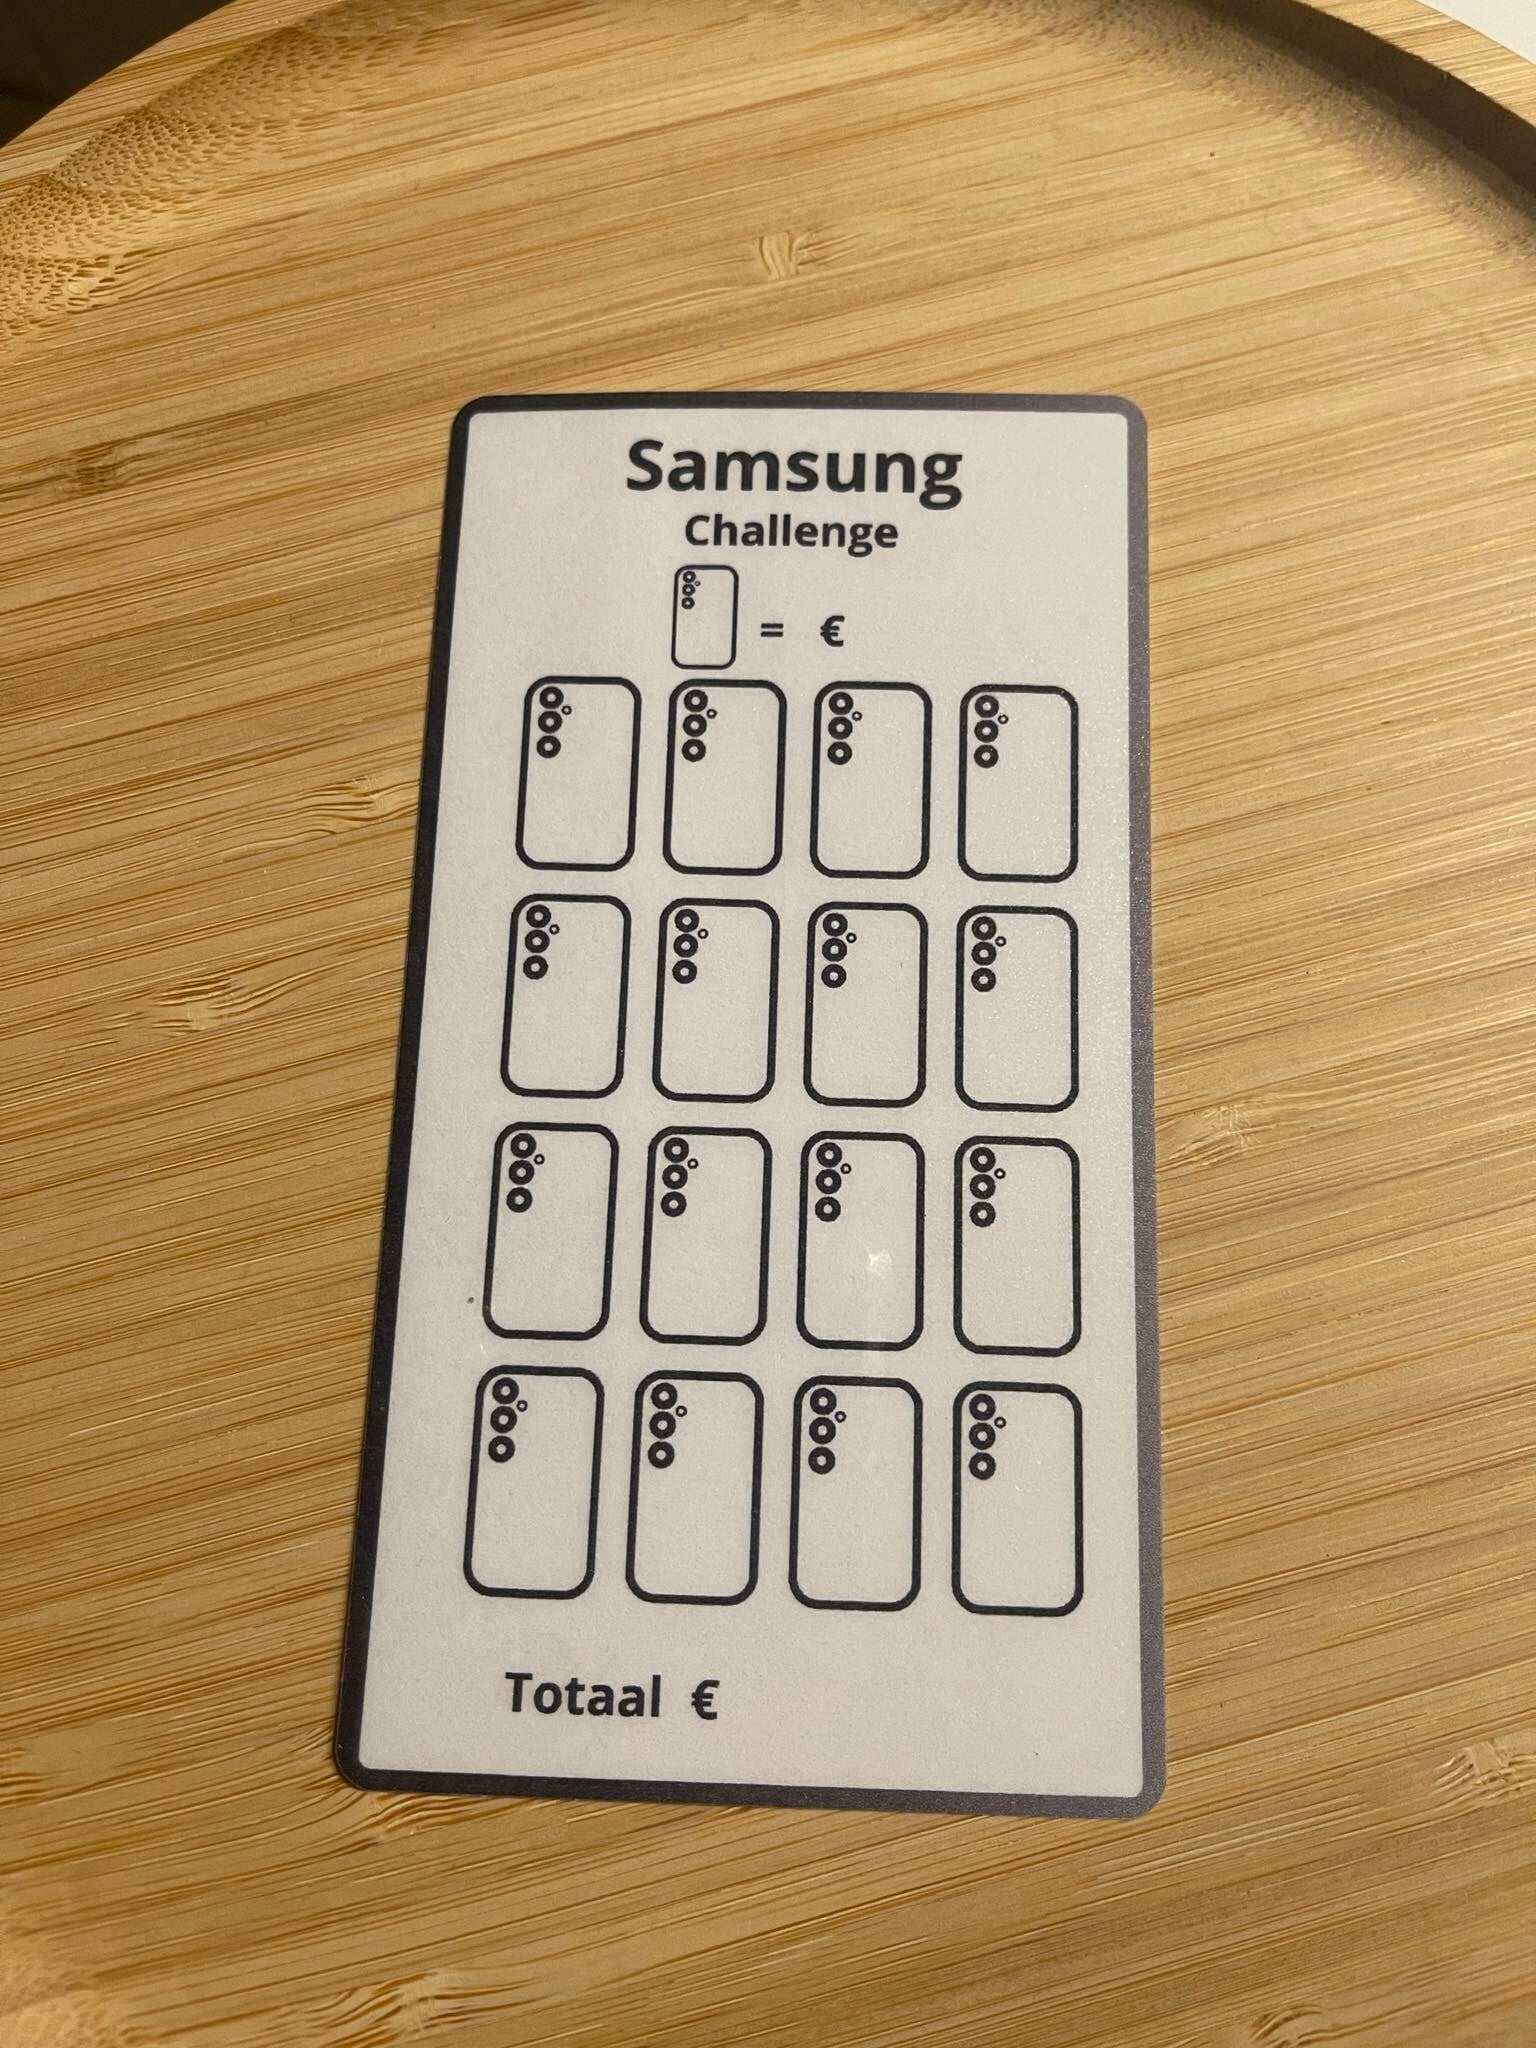 Samsung
Challenge
= €
Totaal €